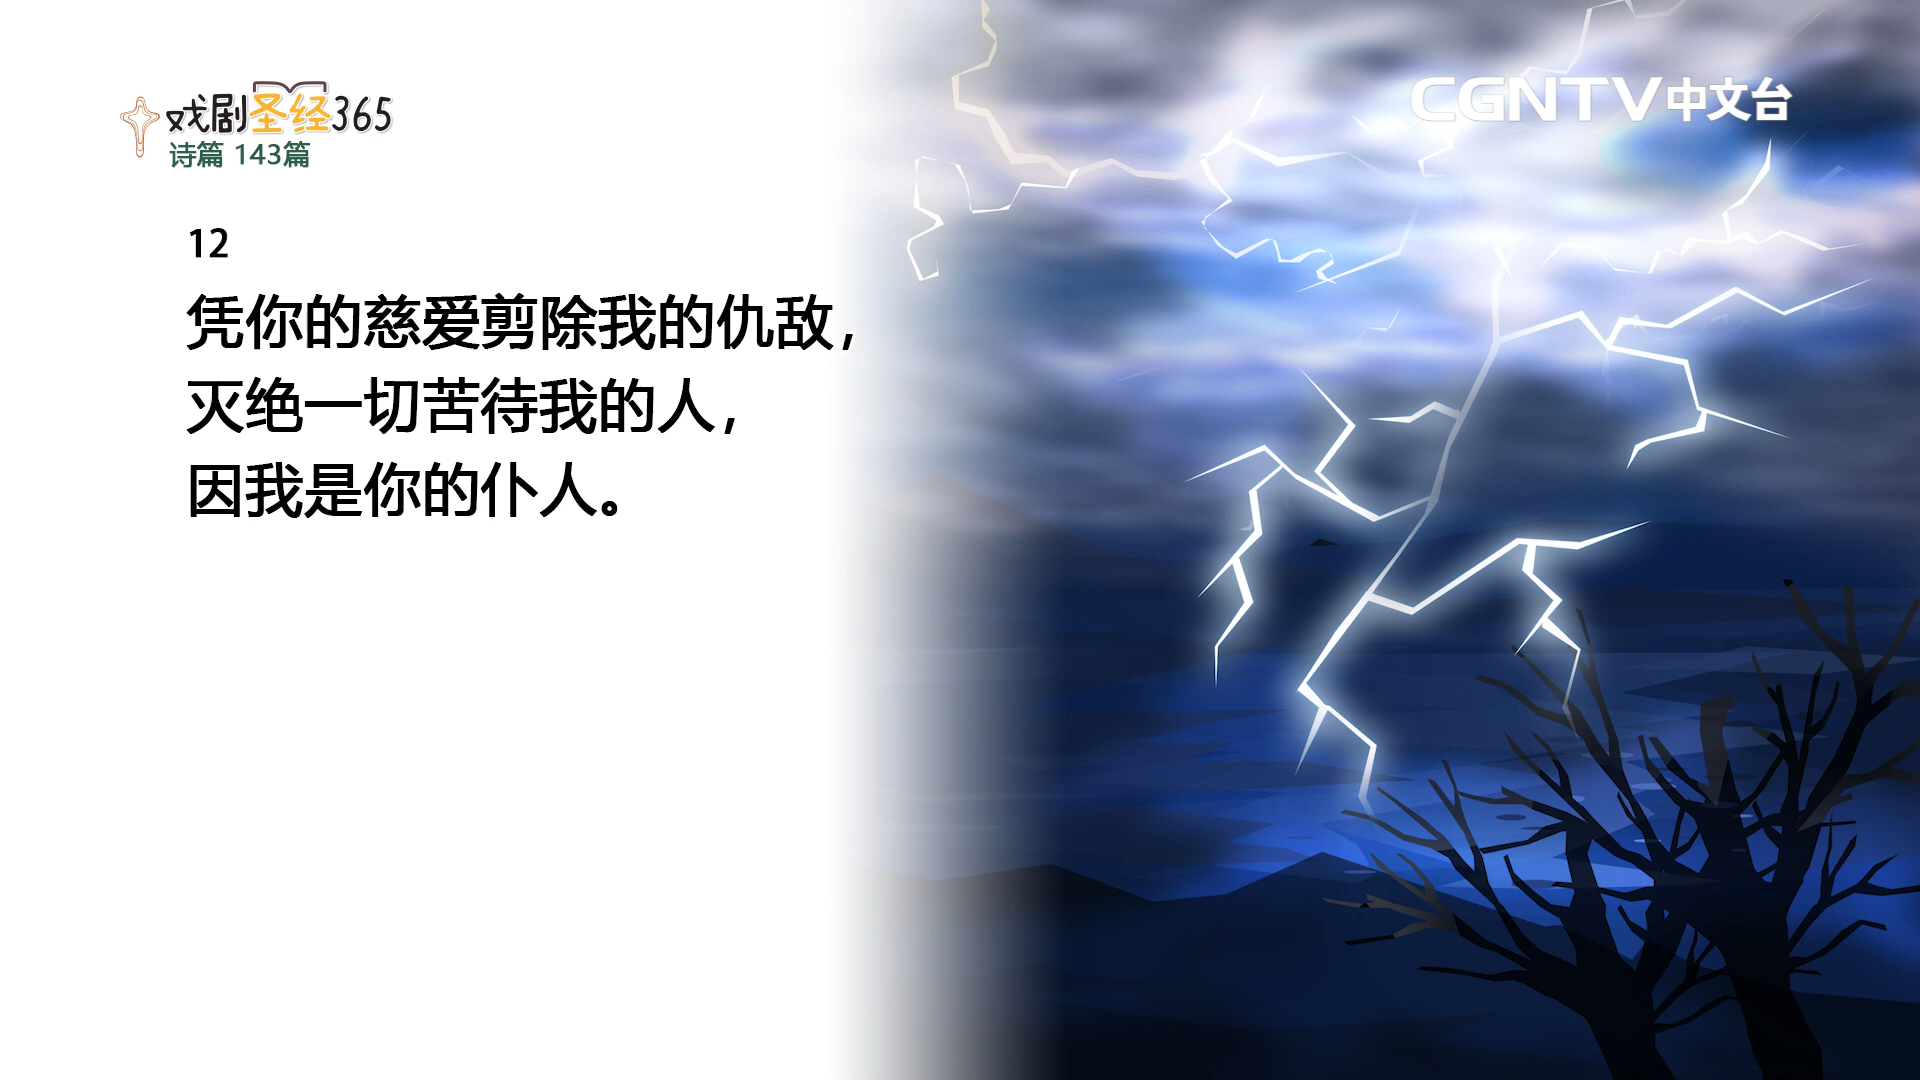 戏剧圣经365
诗篇 143篇
CGNTV中文台
12
凭你的慈爱剪除我的仇敌，
灭绝一切苦待我的人，
因我是你的仆人。